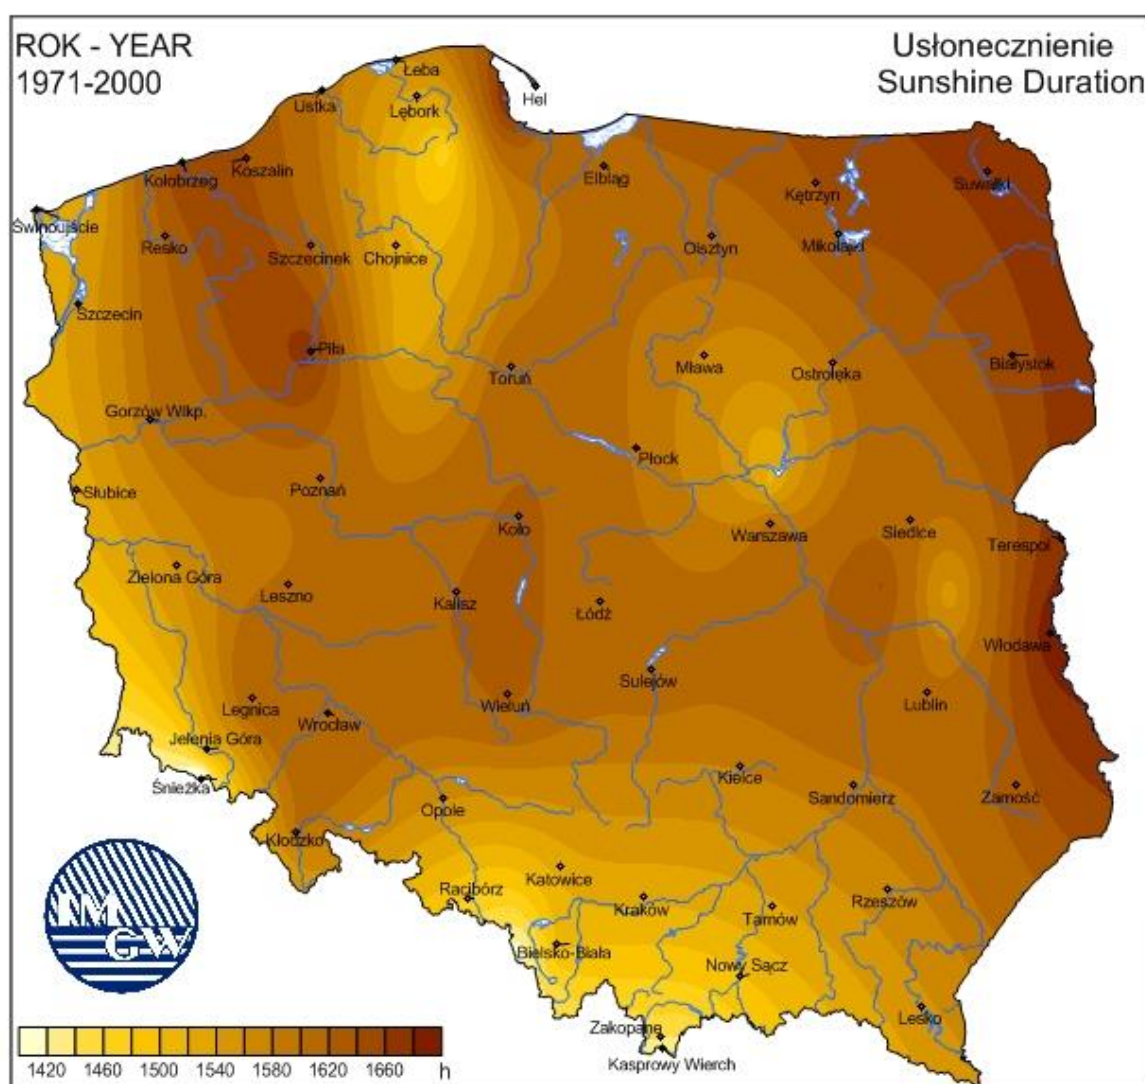 ROK - YEAR
1971-2000
Usłonecznienie
Sunshine Duration
Łeba
Hel
Ustka
Lębork
Koszalin
Kołobrzeg
Elbląg
Suwałki
Kętrzyn
Świnoujście
Resko
Szczecinek
Chojnice
Olsztyn
Mikołajki
Szczecin
Piła
Toruń
Mława
Ostrołęka
Białystok
Gorzów Wlkp.
Płock
Słubice
Poznań
Koło
Warszawa
Siedlce
Terespol
Zielona Góra
Leszno
Kalisz
Łódź
Włodawa
Sulejów
Legnica
Wrocław
Wieluń
Lublin
Jelenia Góra
Śnieżka
Kielce
Opole
Sandomierz
Zamość
Kłodzko
Katowice
Racibórz
Kraków
Tarnów
Rzeszów
Bielsko-Biała
Nowy Sącz
Lesko
Zakopane
Kasprowy Wierch
IM
GW
1420 1460 1500 1540 1580 1620 1660 h